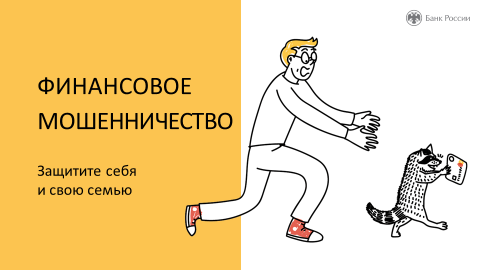 Банк России
ФИНАНСОВОЕ
МОШЕННИЧЕСТВО
Защитите себя
и свою семью